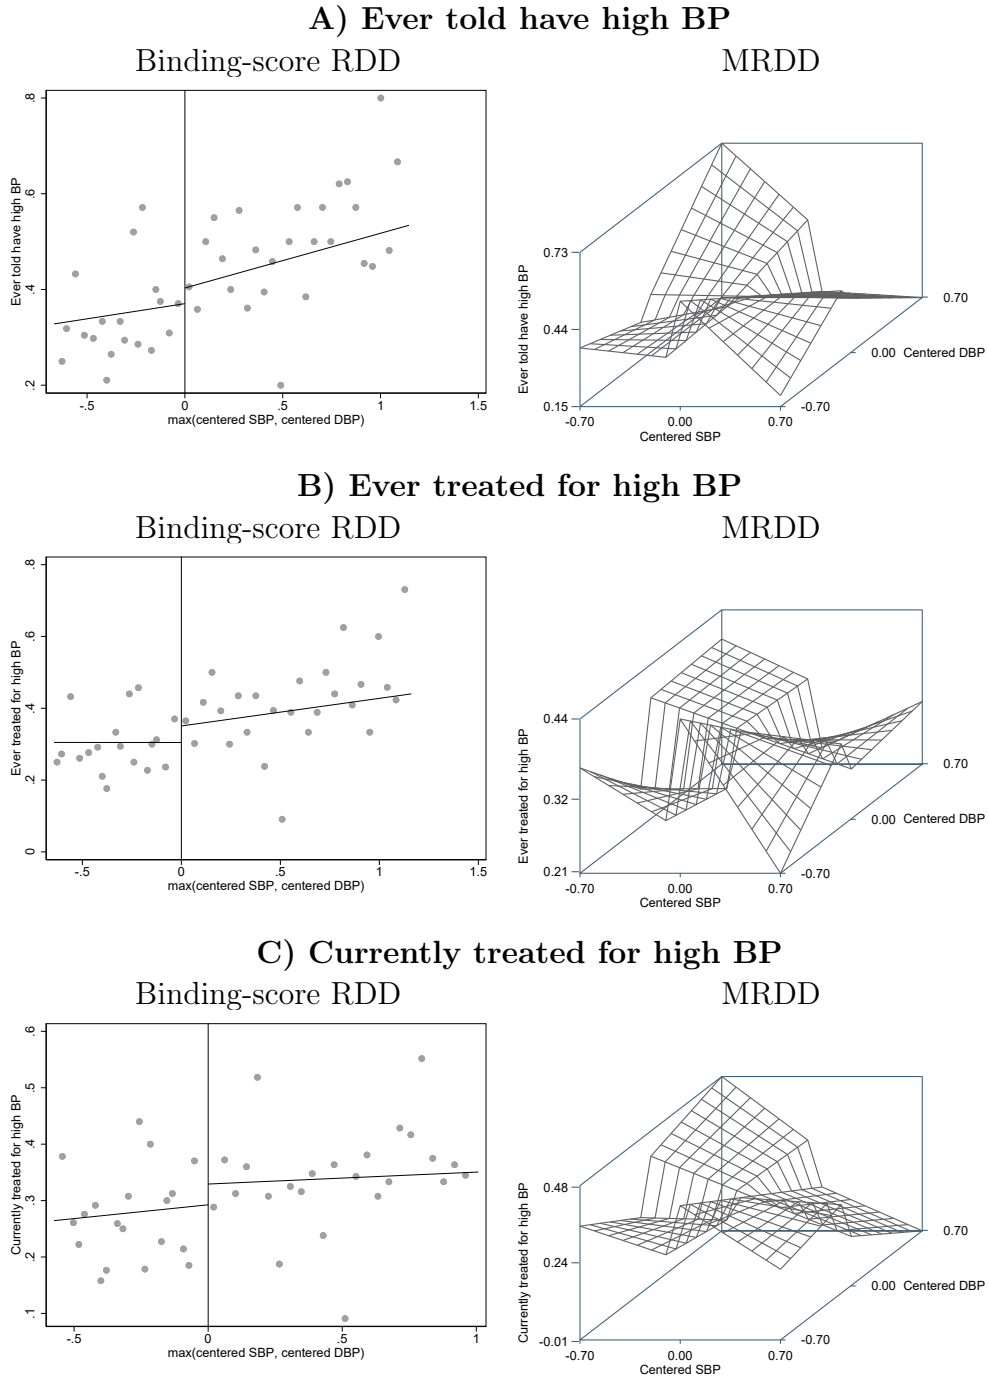 A) Ever told have high BP
Binding-score RDD
MRDD
Ever told have high BP
.8
.6
.4
.2
-.5
0
.5
1
1.5
max(centered SBP, centered DBP)
Ever told have high BP
0.73
0.44
0.15
-0.70
0.00
0.70
Centered SBP
0.70
0.00 Centered DBP
-0.70
B) Ever treated for high BP
Binding-score RDD
MRDD
Ever treated for high BP
.8
.6
.4
.2
0
-.5
0
.5
1
1.5
max(centered SBP, centered DBP)
Ever treated for high BP
0.44
0.32
0.21
-0.70
0.00
0.70
Centered SBP
0.70
0.00 Centered DBP
-0.70
C) Currently treated for high BP
Binding-score RDD
MRDD
Currently treated for high BP
.6
.5
.4
.3
.2
.1
-.5
0
.5
1
max(centered SBP, centered DBP)
Currently treated for high BP
0.48
0.24
-0.01
-0.70
0.00
0.70
Centered SBP
0.70
0.00 Centered DBP
-0.70